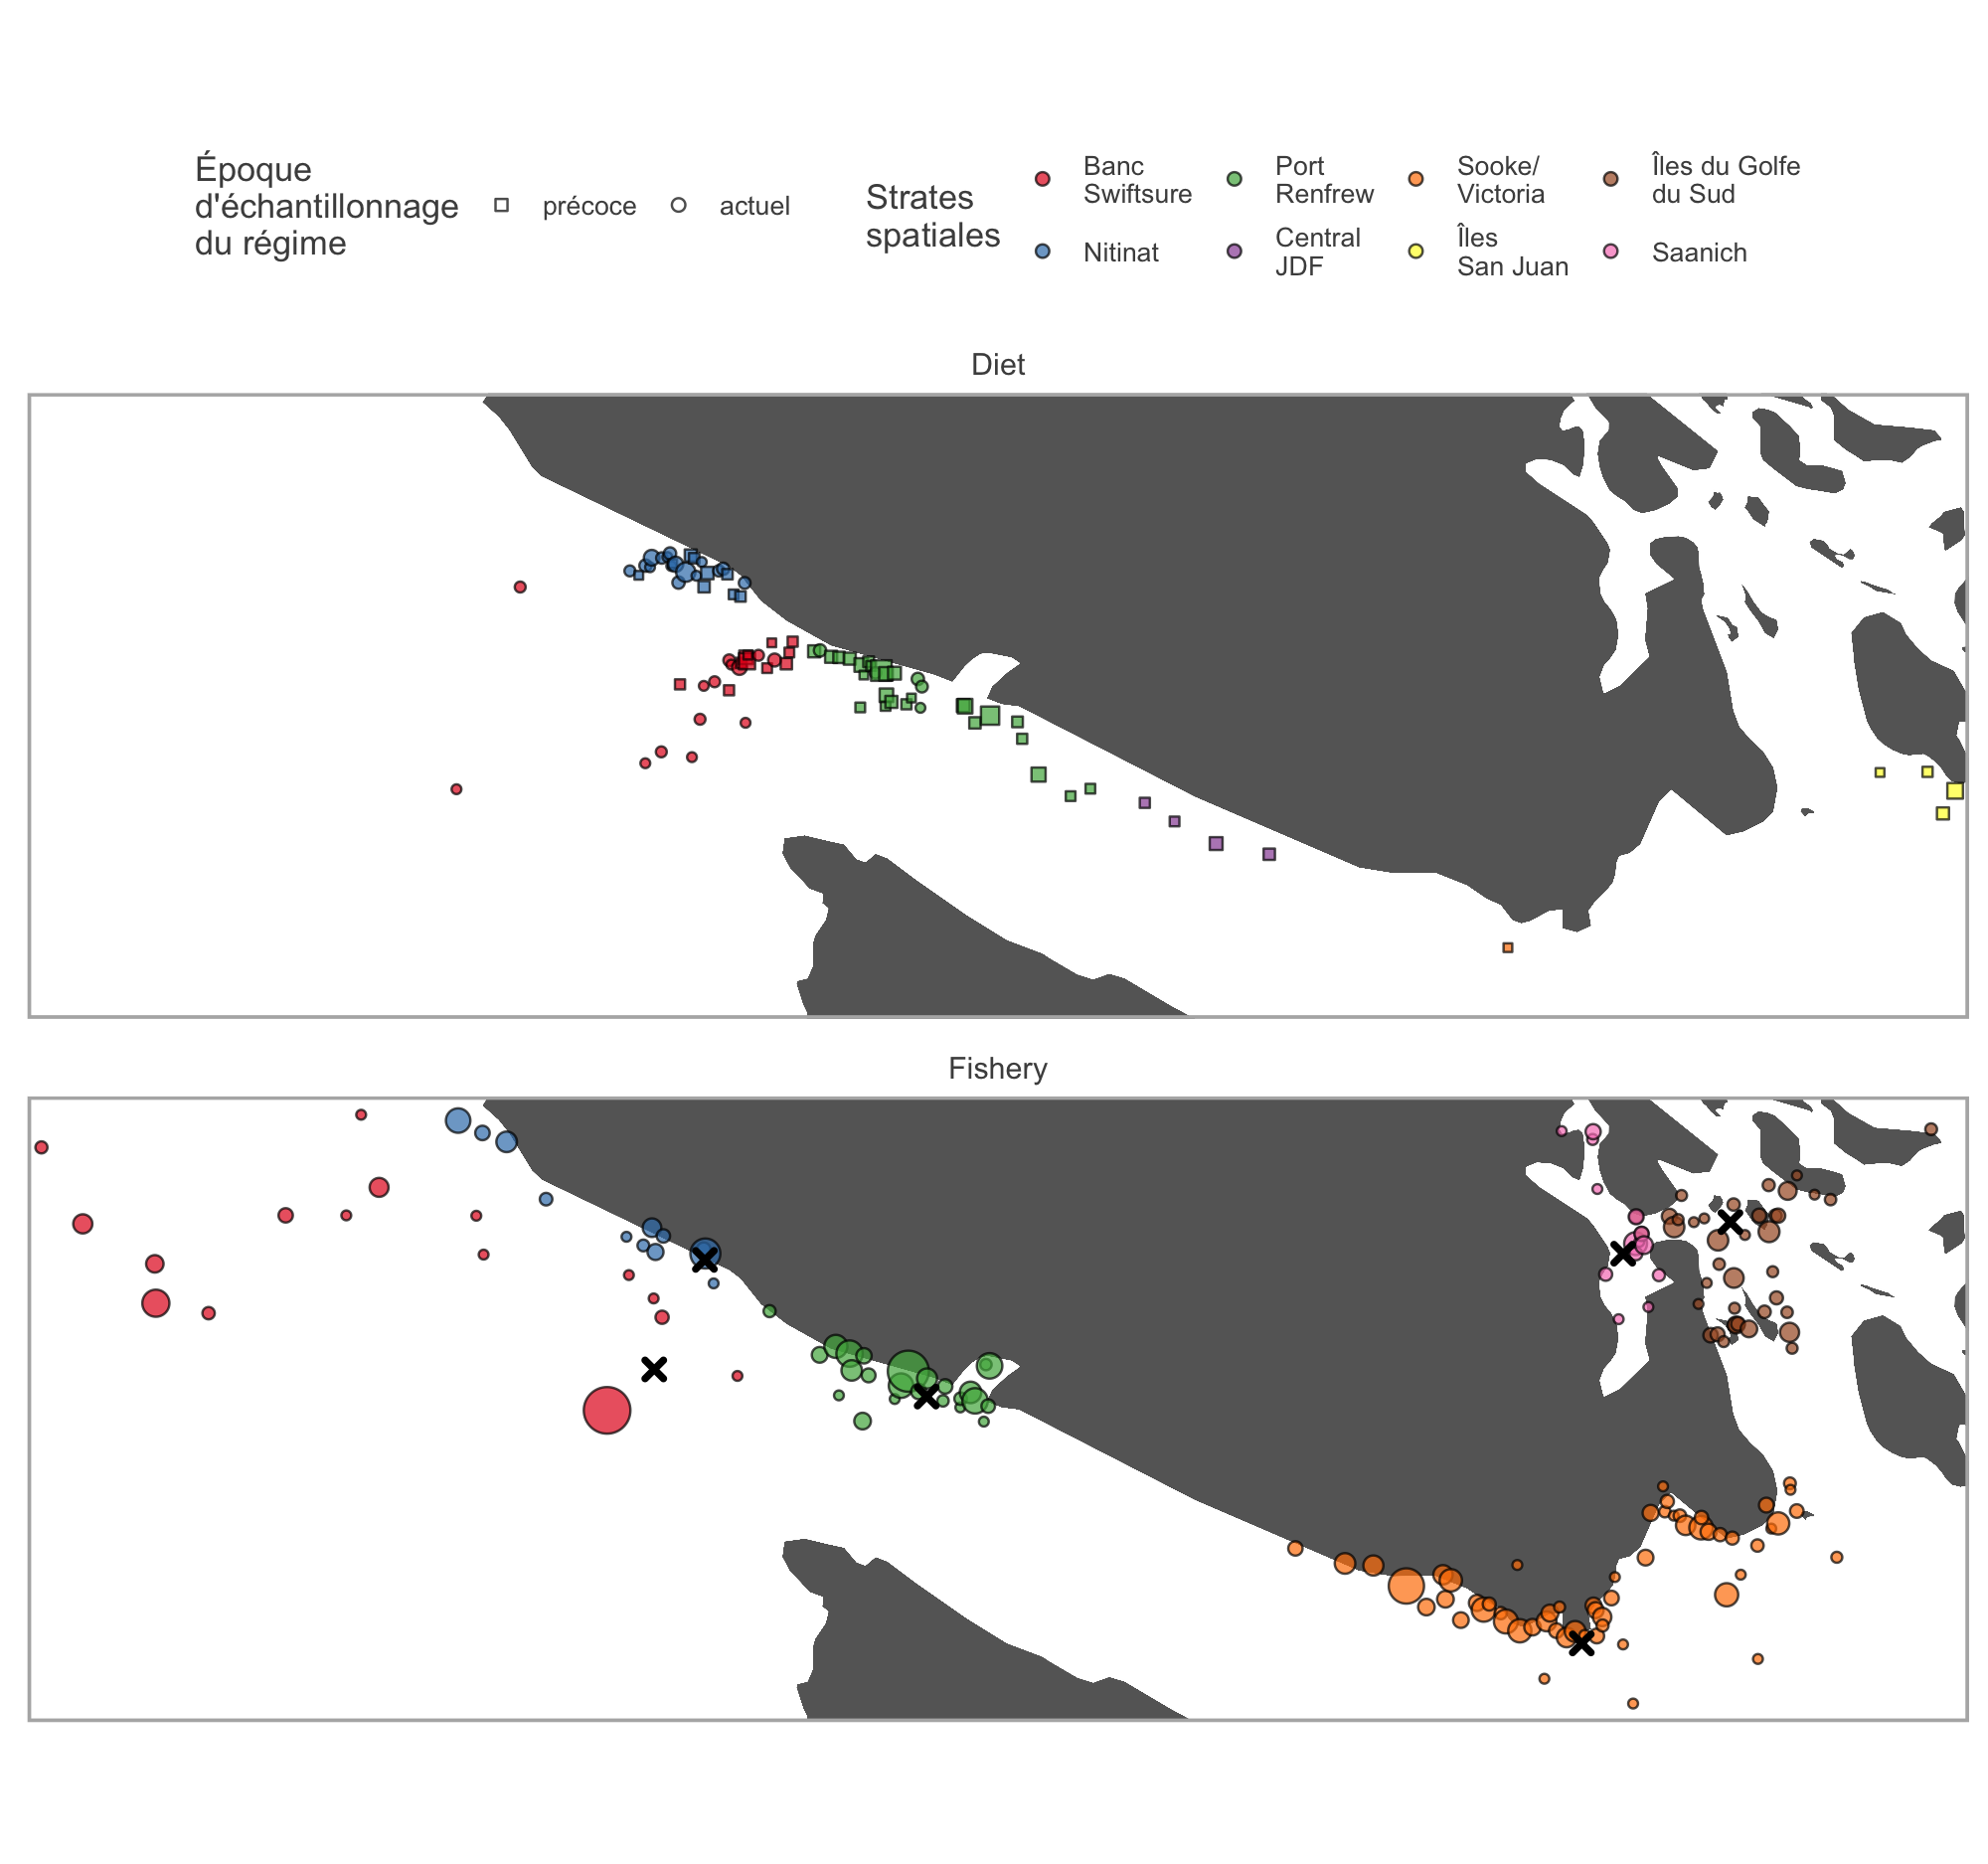 Époque
d'échantillonnage
du régime
précoce
actuel
Strates
spatiales
Banc
Swiftsure
Nitinat
Port
Renfrew
Central
JDF
Sooke/
Victoria
Îles
San Juan
Îles du Golfe
du Sud
Saanich
Diet
Fishery